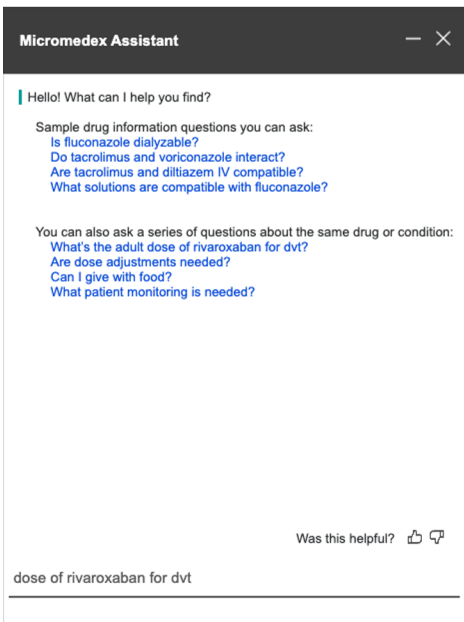 Micromedex Assistant
Hello! What can I help you find?
Sample drug information questions you can ask:
Is fluconazole dialyzable?
Do tacrolimus and voriconazole interact?
Are tacrolimus and diltiazem IV compatible?
What solutions are compatible with fluconazole?
You can also ask a series of questions about the same drug or condition:
What's the adult dose of rivaroxaban for dvt?
Are dose adjustments needed?
Can I give with food?
What patient monitoring is needed?
Was this helpful?
dose of rivaroxaban for dvt